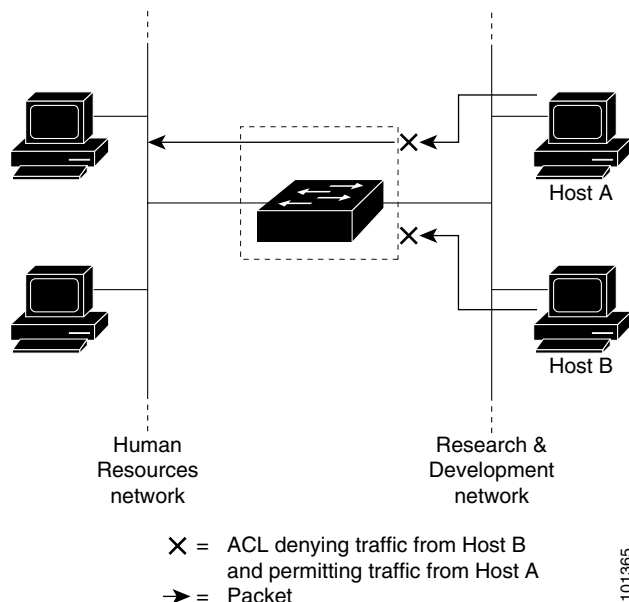 Host A
Host B
Human
Resources
network
Research &
Development
network
X = ACL denying traffic from Host B
and permitting traffic from Host A
→ = Packet
101365